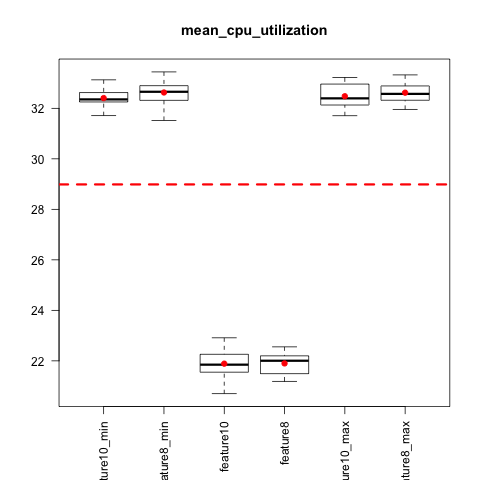 mean_cpu_utilization
32
30
28
26
24
22
ture10_min
ature8_min
feature10
feature8
ure10_max
ture8_max